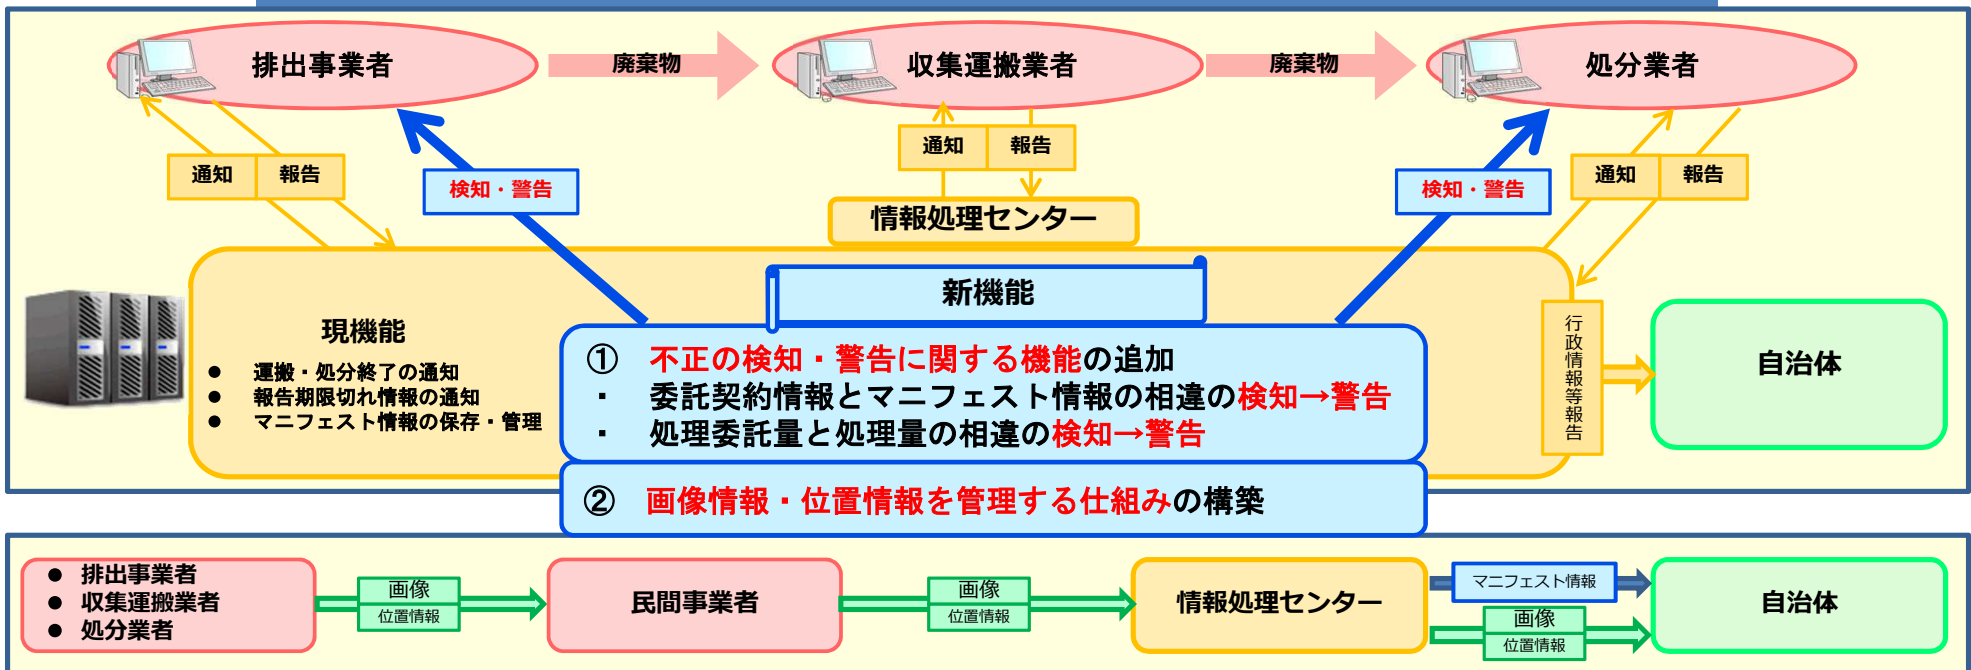 排出事業者
廃棄物
収集運搬業者
廃棄物
処分業者
通知
報告
検知・警告
通知
報告
検知・警告
通知
報告
情報処理センター
新機能
現機能
● 運搬・処分終了の通知
● 報告期限切れ情報の通知
● マニフェスト情報の保存・管理
① 不正の検知・警告に関する機能の追加
・ 委託契約情報とマニフェスト情報の相違の検知→警告
・ 処理委託量と処理量の相違の検知→警告
② 画像情報・位置情報を管理する仕組みの構築
行政情報等報告
自治体
● 排出事業者
● 収集運搬業者
● 処分業者
画像
位置情報
民間事業者
画像
位置情報
情報処理センター
マニフェスト情報
画像
位置情報
自治体